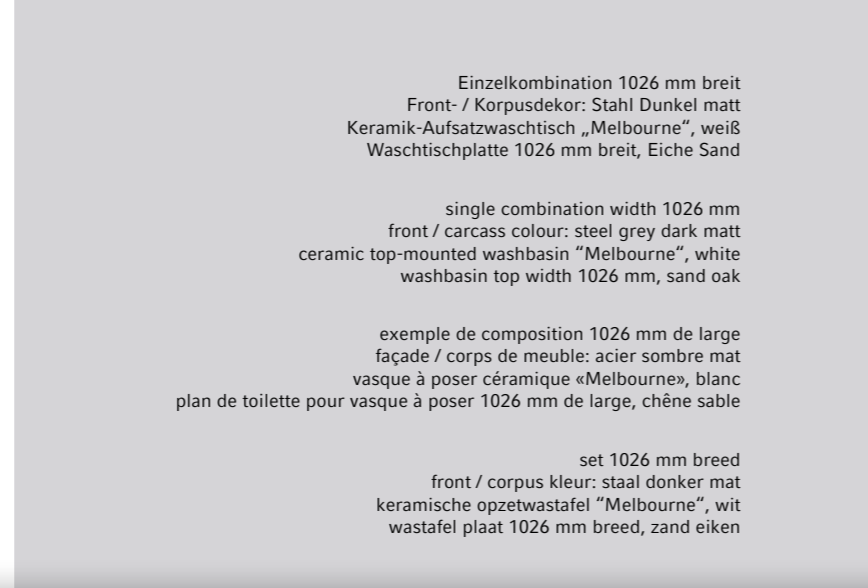 Einzelkombination 1026 mm breit
Front- / Korpusdekor: Stahl Dunkel matt
Keramik-Aufsatzwaschtisch „Melbourne“, weiß
Waschtischplatte 1026 mm breit, Eiche Sand
single combination width 1026 mm
front / carcass colour: steel grey dark matt
ceramic top-mounted washbasin “Melbourne“, white
washbasin top width 1026 mm, sand oak
exemple de composition 1026 mm de large
façade / corps de meuble: acier sombre mat
vasque à poser céramique «Melbourne», blanc
plan de toilette pour vasque à poser 1026 mm de large, chêne sable
set 1026 mm breed
front / corpus kleur: staal donker mat
keramische opzetwastafel “Melbourne“, wit
wastafel plaat 1026 mm breed, zand eiken